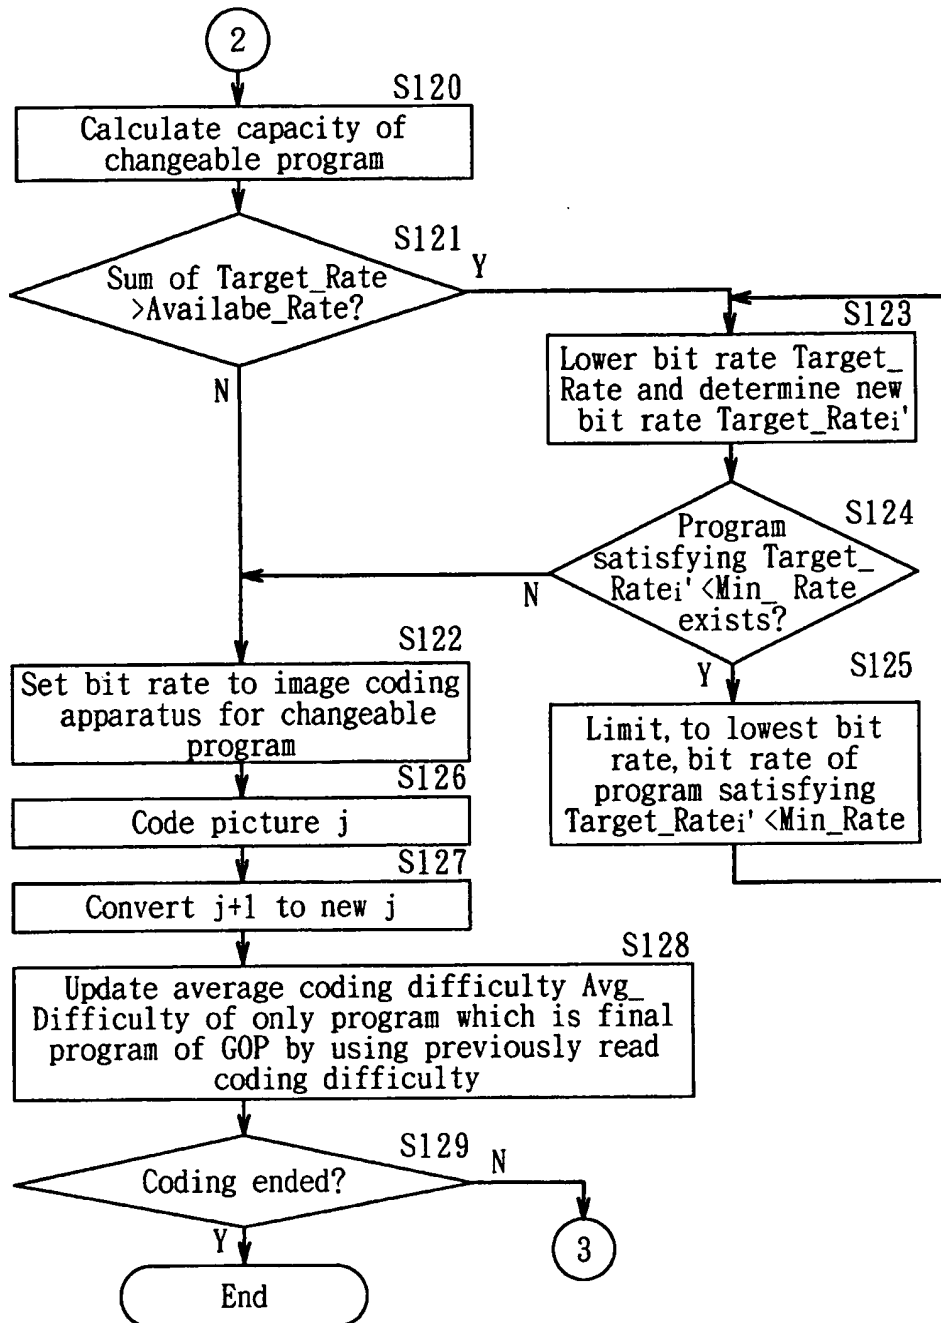 2
S120
Calculate capacity of
changeable program
S121
Sum of Target_Rate
>Availabe_Rate?
Y
N
S123
Lower bit rate Target_
Rate and determine new
bit rate Target_Ratei'
S124
Program
satisfying Target_
Ratei'<Min_ Rate
exists?
N
Y
S122
Set bit rate to image coding
apparatus for changeable
program
S125
Limit, to lowest bit
rate, bit rate of
program satisfying
Target_Ratei'<Min_Rate
S126
Code picture j
S127
Convert j+1 to new j
S128
Update average coding difficulty Avg_
Difficulty of only program which is final
program of GOP by using previously read
coding difficulty
S129
Coding ended?
N
Y
3
End